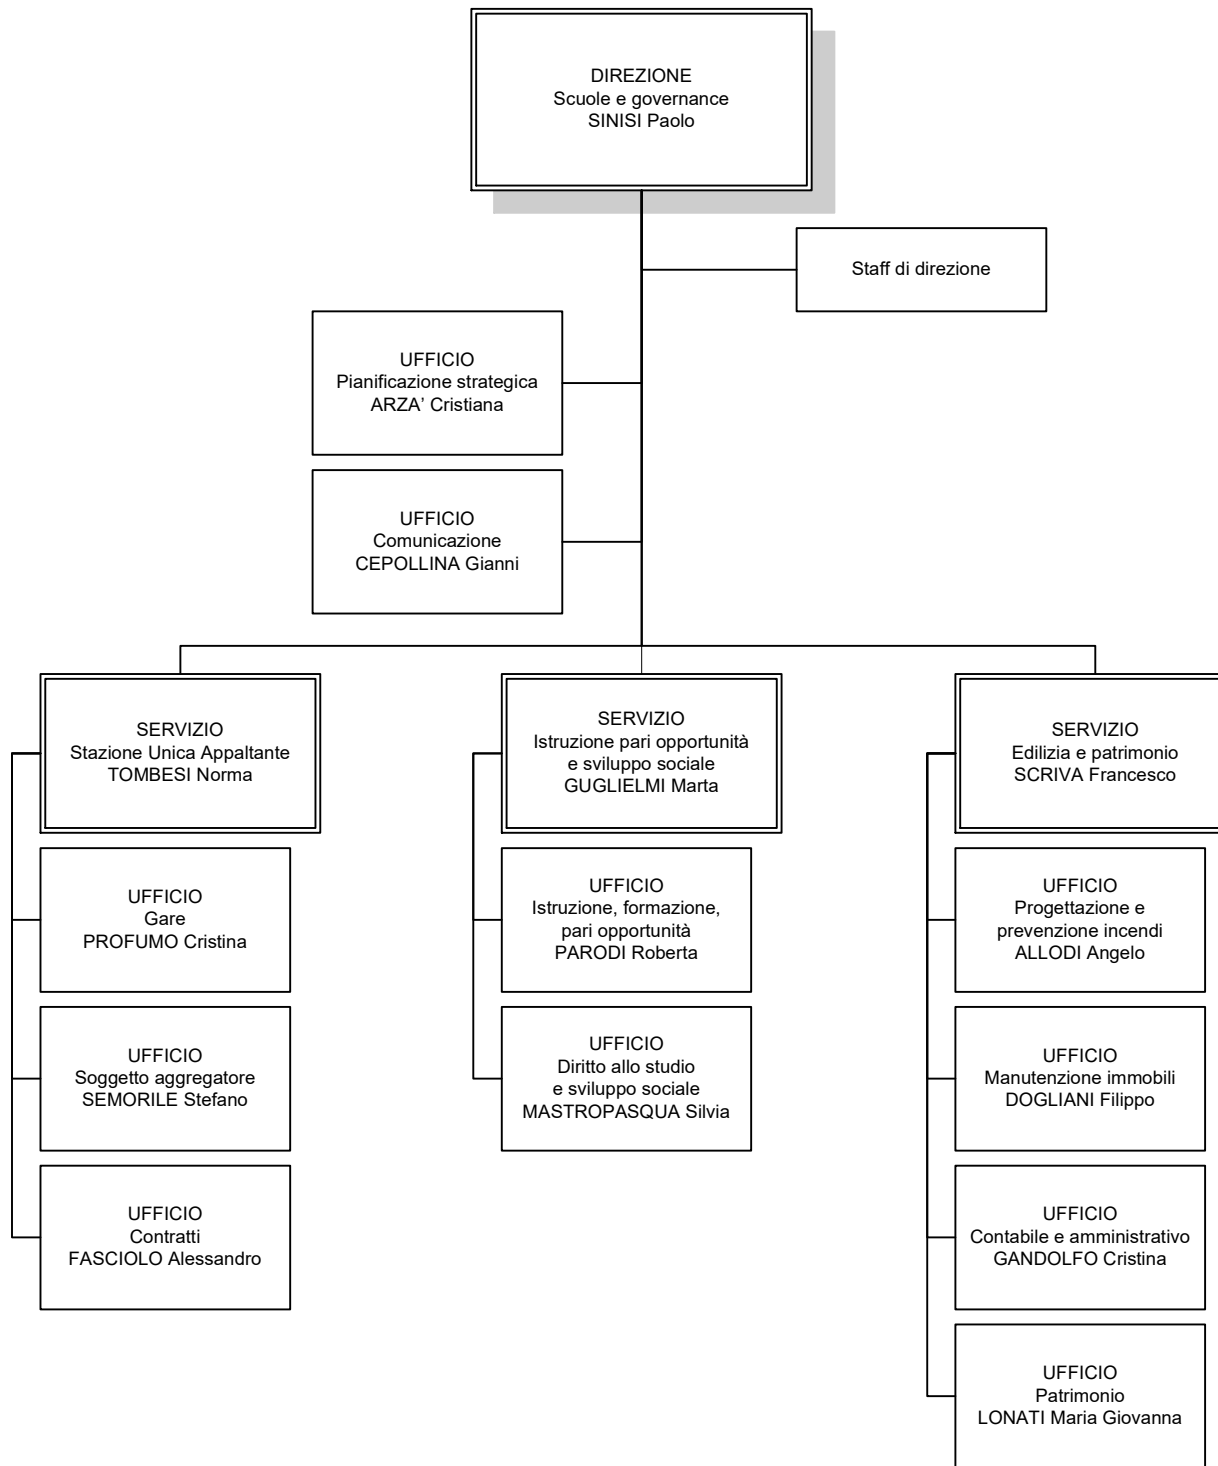 DIREZIONE
Scuole e governance
SINISI Paolo
Staff di direzione
UFFICIO
Pianificazione strategica
ARZA' Cristiana
UFFICIO
Comunicazione
CEPOLLINA Gianni
SERVIZIO
Stazione Unica Appaltante
TOMBESI Norma
UFFICIO
Gare
PROFUMO Cristina
UFFICIO
Soggetto aggregatore
SEMORILE Stefano
UFFICIO
Contratti
FASCIOLO Alessandro
SERVIZIO
Istruzione pari opportunità
e sviluppo sociale
GUGLIELMI Marta
UFFICIO
Istruzione, formazione,
pari opportunità
PARODI Roberta
UFFICIO
Diritto allo studio
e sviluppo sociale
MASTROPASQUA Silvia
SERVIZIO
Edilizia e patrimonio
SCRIVA Francesco
UFFICIO
Progettazione e
prevenzione incendi
ALLODI Angelo
UFFICIO
Manutenzione immobili
DOGLIANI Filippo
UFFICIO
Contabile e amministrativo
GANDOLFO Cristina
UFFICIO
Patrimonio
LONATI Maria Giovanna